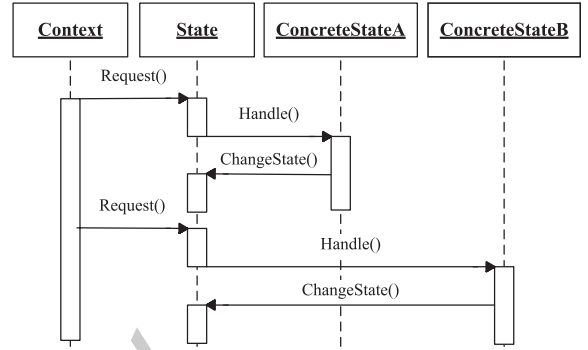 Context State ConcreteStateA ConcreteStateB
Request()
Handle()
ChangeState()
Request()
Handle()
ChangeState()